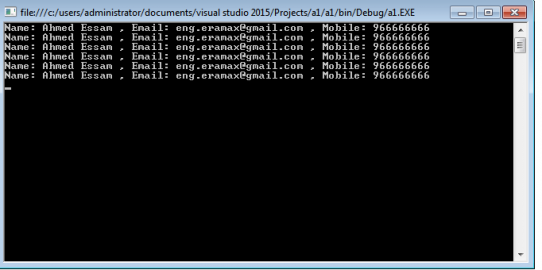 file:///c:/users/administrator/documents/visual studio 2015/Projects/a1/a1/bin/Debug/a1.EXE
Name: Ahmed Essam , Email: eng.eramax@gmail.com , Mobile: 966666666
Name: Ahmed Essam , Email: eng.eramax@gmail.com , Mobile: 966666666
Name: Ahmed Essam , Email: eng.eramax@gmail.com , Mobile: 966666666
Name: Ahmed Essam , Email: eng.eramax@gmail.com , Mobile: 966666666
Name: Ahmed Essam , Email: eng.eramax@gmail.com , Mobile: 966666666
Name: Ahmed Essam , Email: eng.eramax@gmail.com , Mobile: 966666666